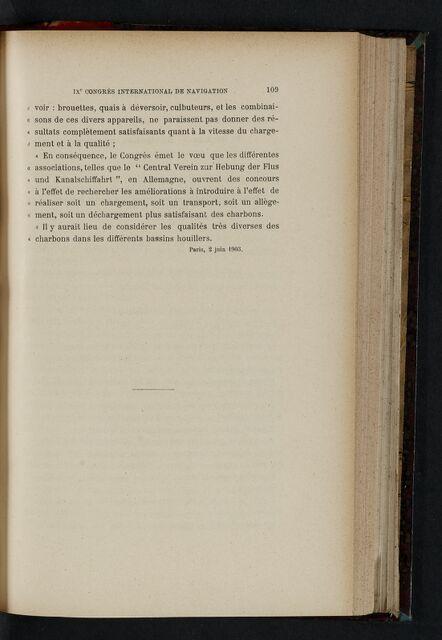 IXᵉ CONGRÈS INTERNATIONAL DE NAVIGATION 109
« voir : brouettes, quais à déversoir, culbuteurs, et les combinai-
« sons de ces divers appareils, ne paraissent pas donner des ré-
« sultats complètement satisfaisants quant à la vitesse du charge-
« ment et à la qualité ;
« En conséquence, le Congrès émet le vœu que les différentes
« associations, telles que le “ Central Verein zur Hebung der Flus
« und Kanalschiffahrt ”, en Allemagne, ouvrent des concours
« à l'effet de rechercher les améliorations à introduire à l'effet de
« réaliser soit un chargement, soit un transport, soit un allège-
« ment, soit un déchargement plus satisfaisant des charbons.
« Il y aurait lieu de considérer les qualités très diverses des
« charbons dans les différents bassins houillers.
Paris, 2 juin 1903.